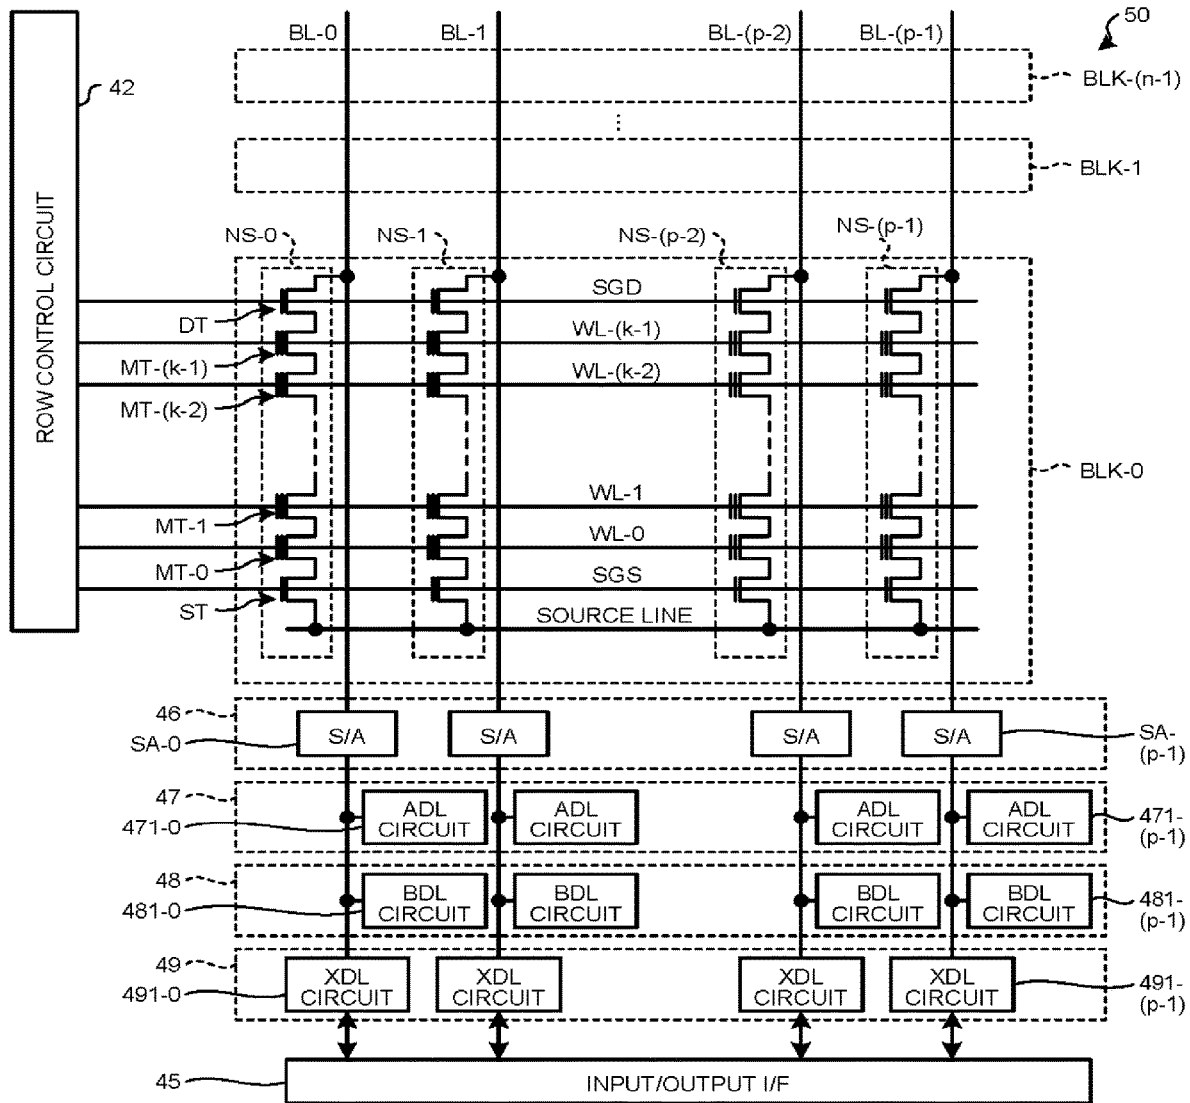 BL-0
BL-1
BL-(p-2)
BL-(p-1)
50
42
BLK-(n-1)
⋮
BLK-1
ROW CONTROL CIRCUIT
NS-0
NS-1
NS-(p-2)
NS-(p-1)
SGD
DT
WL-(k-1)
MT-(k-1)
WL-(k-2)
MT-(k-2)
BLK-0
WL-1
MT-1
WL-0
MT-0
SGS
ST
SOURCE LINE
46
SA-0
S/A
S/A
S/A
S/A
SA-
(p-1)
47
471-0
ADL
CIRCUIT
ADL
CIRCUIT
ADL
CIRCUIT
ADL
CIRCUIT
471-
(p-1)
48
481-0
BDL
CIRCUIT
BDL
CIRCUIT
BDL
CIRCUIT
BDL
CIRCUIT
481-
(p-1)
49
491-0
XDL
CIRCUIT
XDL
CIRCUIT
XDL
CIRCUIT
XDL
CIRCUIT
491-
(p-1)
45
INPUT/OUTPUT I/F